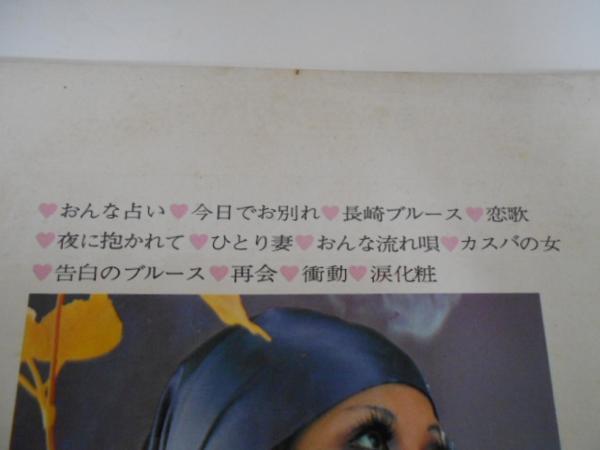 ♥おんな占い♥今日でお別れ♥長崎ブルース♥恋歌
♥夜に抱かれて♥ひとり妻♥おんな流れ唄♥カスバの女
♥告白のブルース♥再会♥衝動♥涙化粧